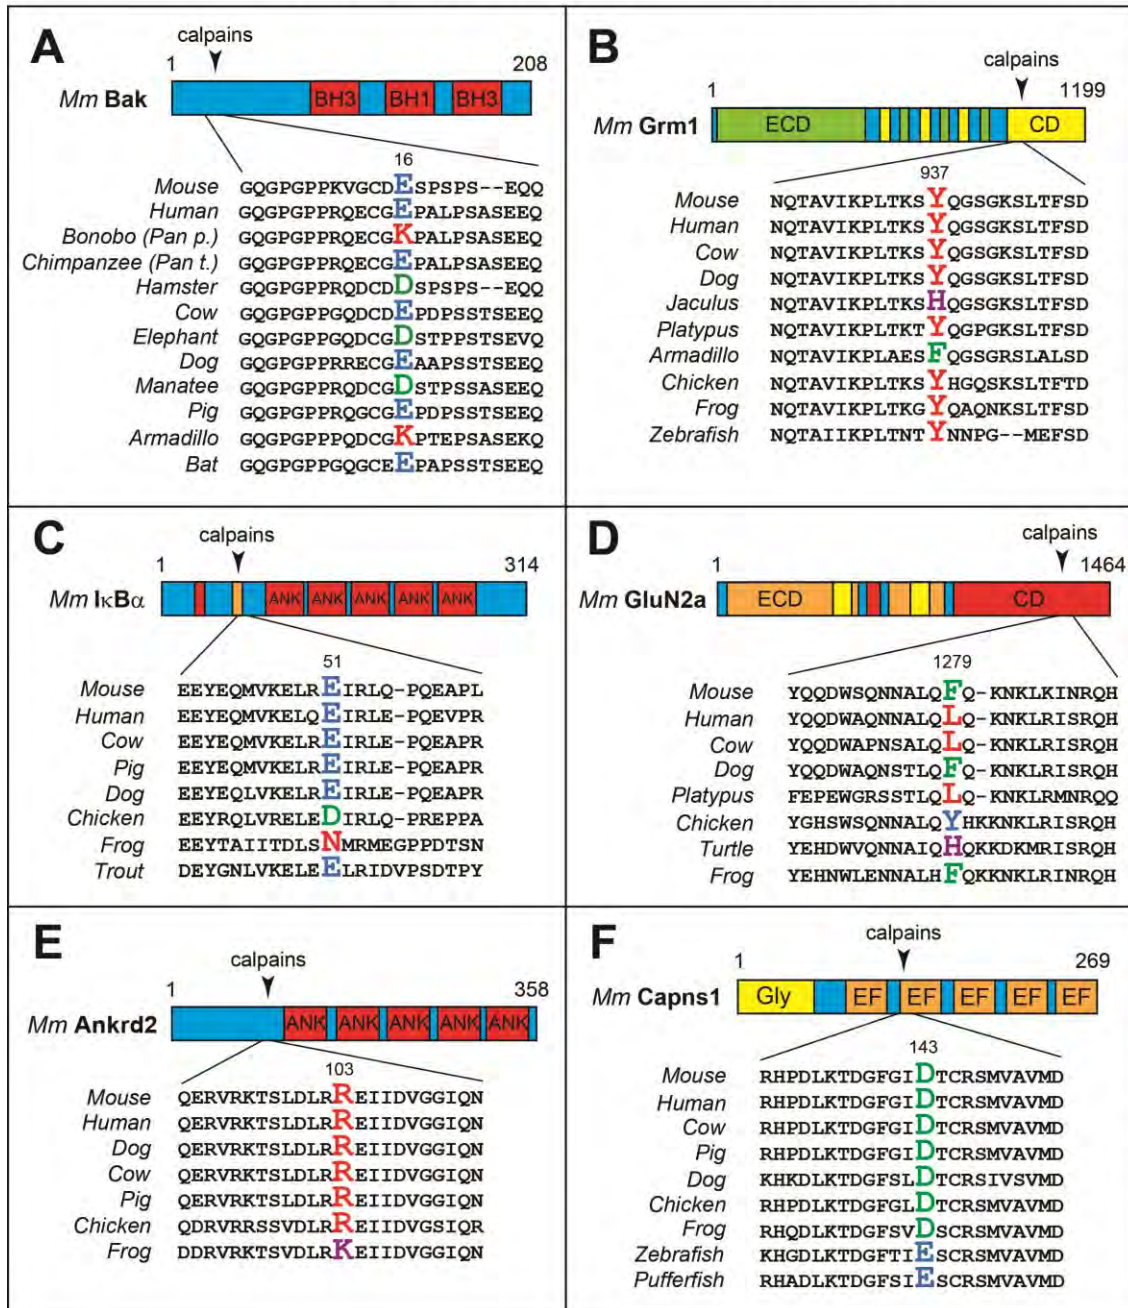 A
calpains
1 208
Mm Bak
BH3 BH1 BH3
16
Mouse GQGPGPPKVGCDESPSPS--EQQ
Human GQGPGPPRQECGEPALPSASEEQ
Bonobo (Pan p.) GQGPGPPRQECGKPALPSASEEQ
Chimpanzee (Pan t.) GQGPGPPRQECGEPALPSASEEQ
Hamster GQGPGPPRQDCDDSPSPS--EQQ
Cow GQGPGPPGQDCDEPDPSSTSEEQ
Elephant GQGPGPPGQDCGDSTPPSTSEVQ
Dog GQGPGPPRRECGEAAPSSTSEEQ
Manatee GQGPGPPRQDCGDSTPSSASEEQ
Pig GQGPGPPRQGCGEPDPSSTSEEQ
Armadillo GQGPGPPPQDCGKPTEPSASEKQ
Bat GQGPGPPGQGCEEPAPSSTSEEQ
B
calpains
1 1199
Mm Grm1
ECD CD
937
Mouse NQTAVIKPLTKSYQGSGKSLTFSD
Human NQTAVIKPLTKSYQGSGKSLTFSD
Cow NQTAVIKPLTKSYQGSGKSLTFSD
Dog NQTAVIKPLTKSYQGSGKSLTFSD
Jaculus NQTAVIKPLTKSHQGSGKSLTFSD
Platypus NQTAVIKPLTKTYQGPGKSLTFSD
Armadillo NQTAVIKPLAESFQGSGRSLALSD
Chicken NQTAVIKPLTKSYHGQSKSLTFTD
Frog NQTAVIKPLTKGYQAQNKSLTFSD
Zebrafish NQTAIIKPLTNTYNNPG--MEFSD
C
calpains
1 314
Mm IκBα
ANK ANK ANK ANK ANK
51
Mouse EEYEQMVKELREIRLQ-PQEAPL
Human EEYEQMVKELQEIRLE-PQEVPR
Cow EEYEQMVKELREIRLE-PQEAPR
Pig EEYEQMVKELREIRLE-PQEAPR
Dog EEYEQLVKELREIRLE-PQEAPR
Chicken EEYRQLVRELEDIRLQ-PREPPA
Frog EEYTAIITDLSNMRMEGPPDTSN
Trout DEYGNLVKELEELRIDVPSDTPY
D
calpains
1 1464
Mm GluN2a
ECD CD
1279
Mouse YQQDWSQNNALQFQ-KNKLKINRQH
Human YQQDWAQNNALQLQ-KNKLRISRQH
Cow YQQDWAPNSALQLQ-KNKLRISRQH
Dog YQQDWAQNSTLQFQ-KNKLRISRQH
Platypus FEPEWGRSSTLQLQ-KNKLRMNRQQ
Chicken YGHSWSQNNALQYHKKNKLRISRQH
Turtle YEHDWVQNNAIQHQKKDKMRISRQH
Frog YEHNWLENNALHFQKKNKLRINRQH
E
calpains
1 358
Mm Ankrd2
ANK ANK ANK ANK ANK
103
Mouse QERVRKTSLDLRREIIDVGGIQN
Human QERVRKTSLDLRREIIDVGGIQN
Dog QERVRKTSLDLRREIIDVGGIQN
Cow QERVRKTSLDLRREIIDVGGIQN
Pig QERVRKTSLDLRREIIDVGGIQN
Chicken QDRVRRSSVDLRREIIDVGSIQR
Frog DDRVRKTSVDLRKEIIDVGGIQN
F
calpains
1 269
Mm Capns1
Gly EF EF EF EF EF
143
Mouse RHPDLKTDGFGIDTCRSMVAVMD
Human RHPDLKTDGFGIDTCRSMVAVMD
Cow RHPDLKTDGFGIDTCRSMVAVMD
Pig RHPDLKTDGFGIDTCRSMVAVMD
Dog KHKDLKTDGFSLDTCRSIVSVMD
Chicken RHPDLKTDGFGLDTCRSMVAVMD
Frog RHQDLKTDGFSVDSCRSMVAVMD
Zebrafish KHGDLKTDGFTIESCRSMVAVMD
Pufferfish RHADLKTDGFSIESCRSMVAVMD